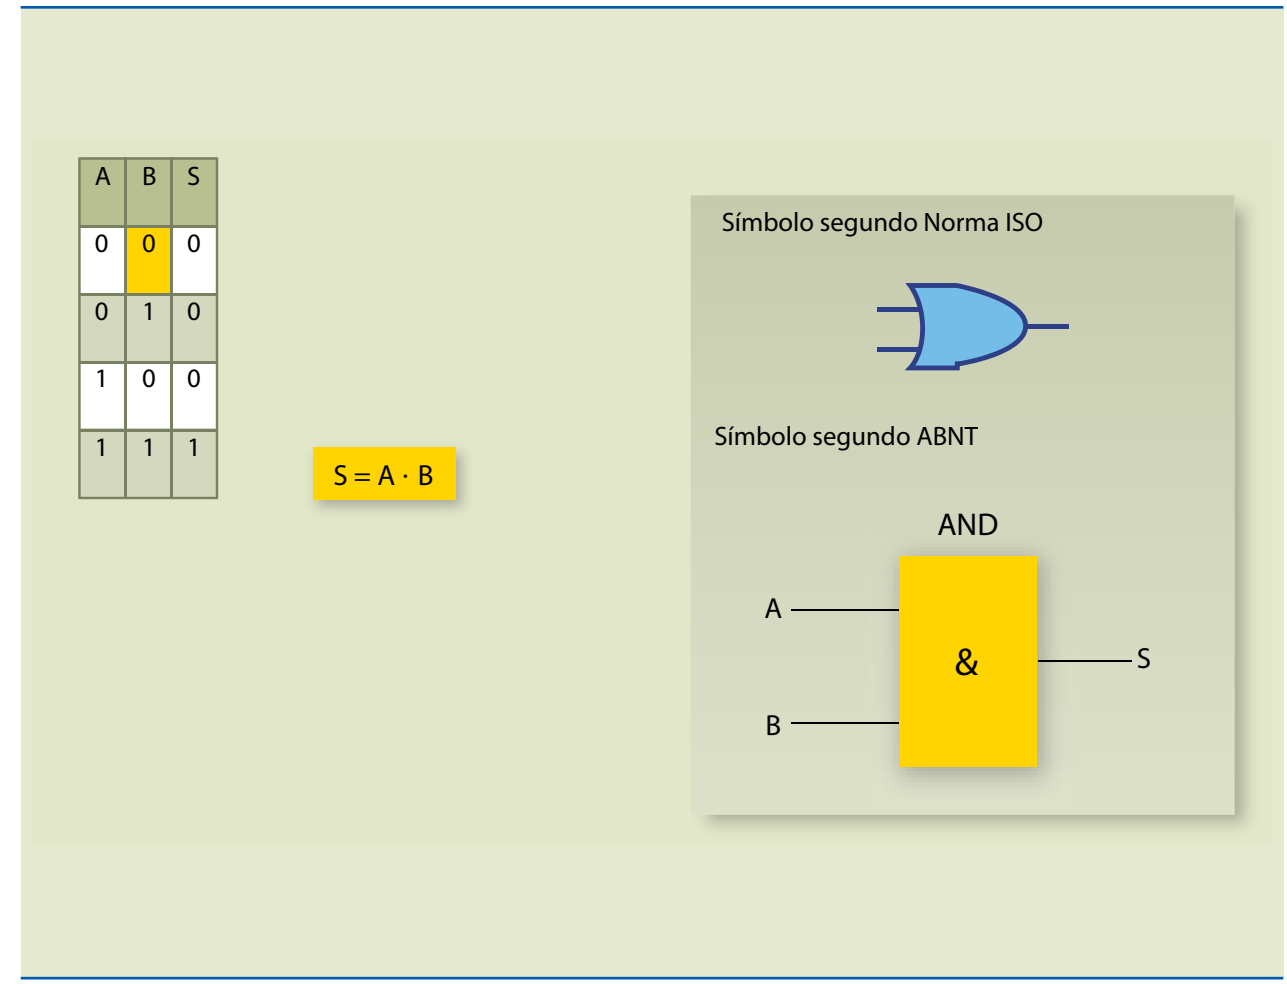 A B S
0 0 0
0 1 0
1 0 0
1 1 1
S = A · B
Símbolo segundo Norma ISO
Símbolo segundo ABNT
AND
A
&
S
B